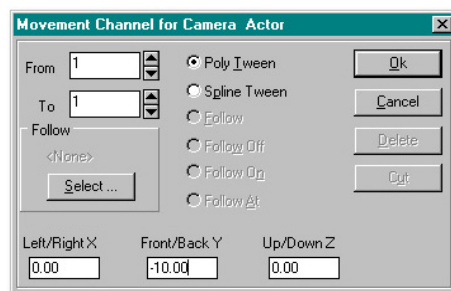 Movement Channel for Camera Actor
From 1
To 1
Follow
<None>
Select ...
Poly Tween
Spline Tween
Follow
Follow Off
Follow On
Follow At
Ok
Cancel
Delete
Cut
Left/Right X Front/Back Y Up/Down Z
0.00 -10.00 0.00